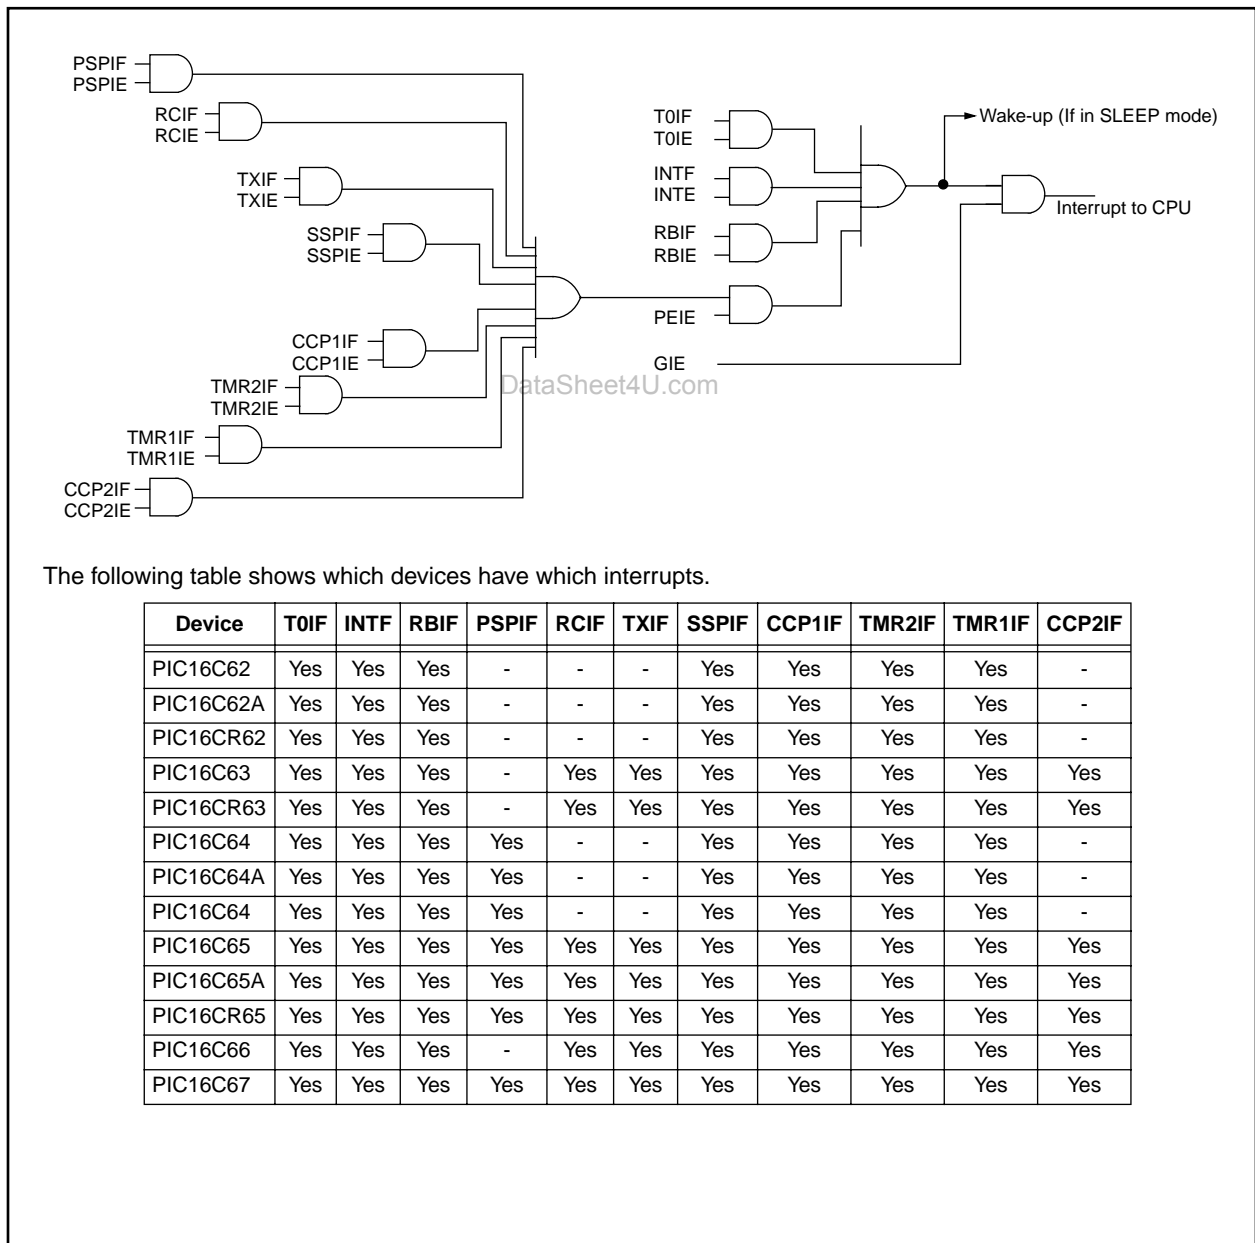 PSPIF
PSPIE
RCIF
RCIE
TXIF
TXIE
SSPIF
SSPIE
CCP1IF
CCP1IE
TMR2IF
TMR2IE
TMR1IF
TMR1IE
CCP2IF
CCP2IE
T0IF
T0IE
INTF
INTE
RBIF
RBIE
PEIE
GIE
Wake-up (If in SLEEP mode)
Interrupt to CPU
DataSheet4U.com
The following table shows which devices have which interrupts.
Device T0IF INTF RBIF PSPIF RCIF TXIF SSPIF CCP1IF TMR2IF TMR1IF CCP2IF
PIC16C62 Yes Yes Yes - - - Yes Yes Yes Yes -
PIC16C62A Yes Yes Yes - - - Yes Yes Yes Yes -
PIC16CR62 Yes Yes Yes - - - Yes Yes Yes Yes -
PIC16C63 Yes Yes Yes - Yes Yes Yes Yes Yes Yes Yes
PIC16CR63 Yes Yes Yes - Yes Yes Yes Yes Yes Yes Yes
PIC16C64 Yes Yes Yes Yes - - Yes Yes Yes Yes -
PIC16C64A Yes Yes Yes Yes - - Yes Yes Yes Yes -
PIC16C64 Yes Yes Yes Yes - - Yes Yes Yes Yes -
PIC16C65 Yes Yes Yes Yes Yes Yes Yes Yes Yes Yes Yes
PIC16C65A Yes Yes Yes Yes Yes Yes Yes Yes Yes Yes Yes
PIC16CR65 Yes Yes Yes Yes Yes Yes Yes Yes Yes Yes Yes
PIC16C66 Yes Yes Yes - Yes Yes Yes Yes Yes Yes Yes
PIC16C67 Yes Yes Yes Yes Yes Yes Yes Yes Yes Yes Yes